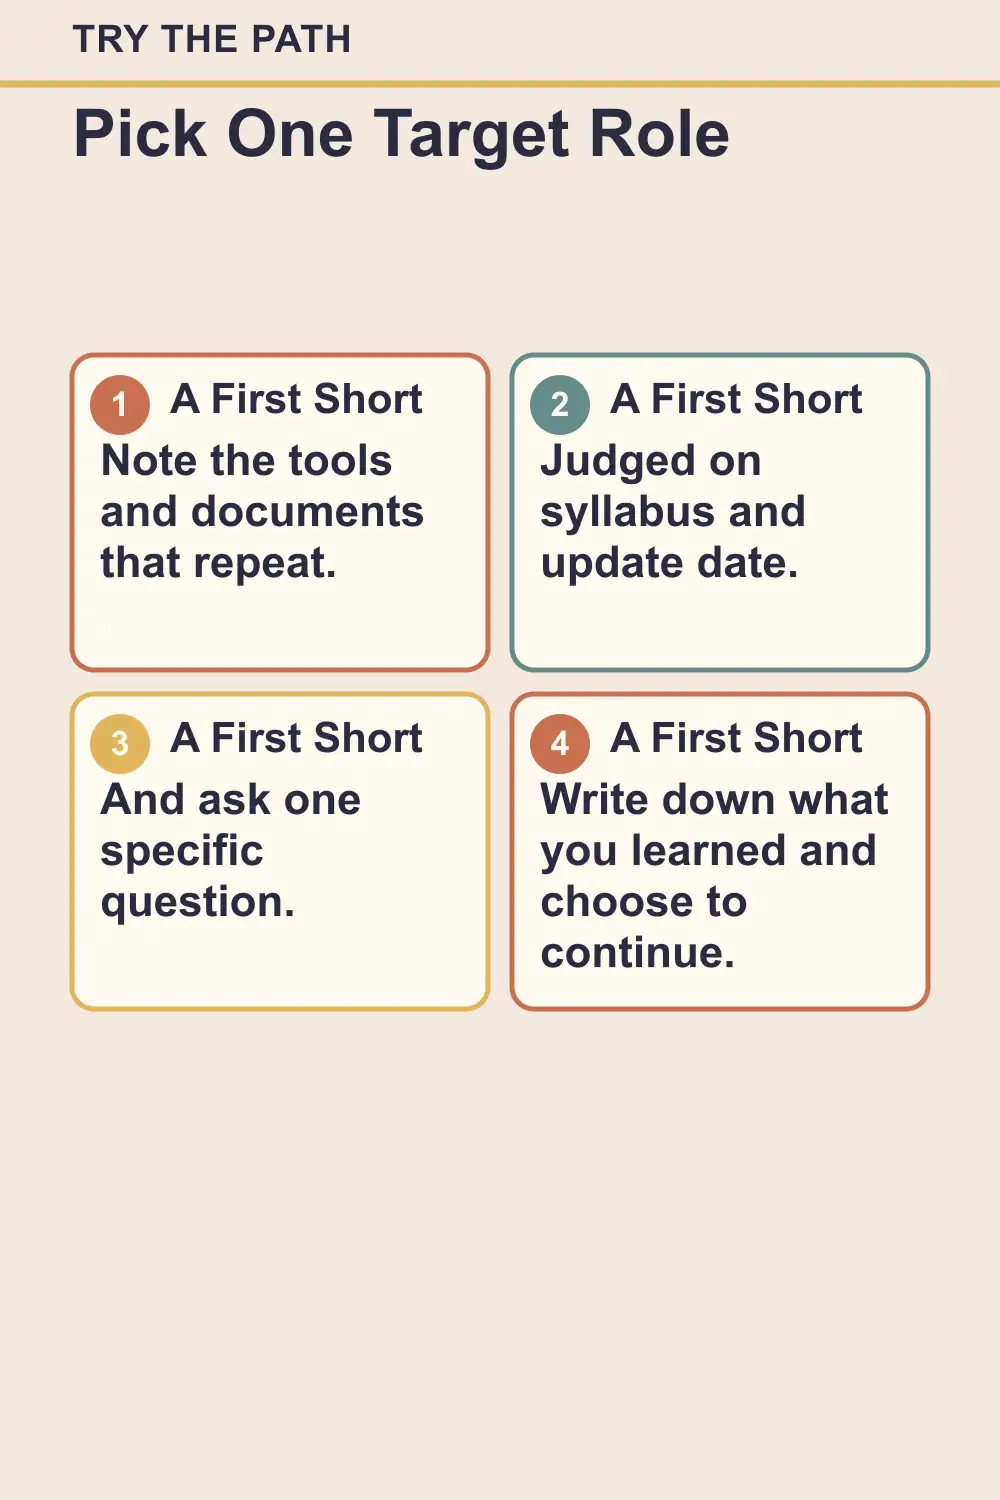 TRY THE PATH
Pick One Target Role
1 A First Short
Note the tools
and documents
that repeat.
2 A First Short
Judged on
syllabus and
update date.
3 A First Short
And ask one
specific
question.
4 A First Short
Write down what
you learned and
choose to
continue.